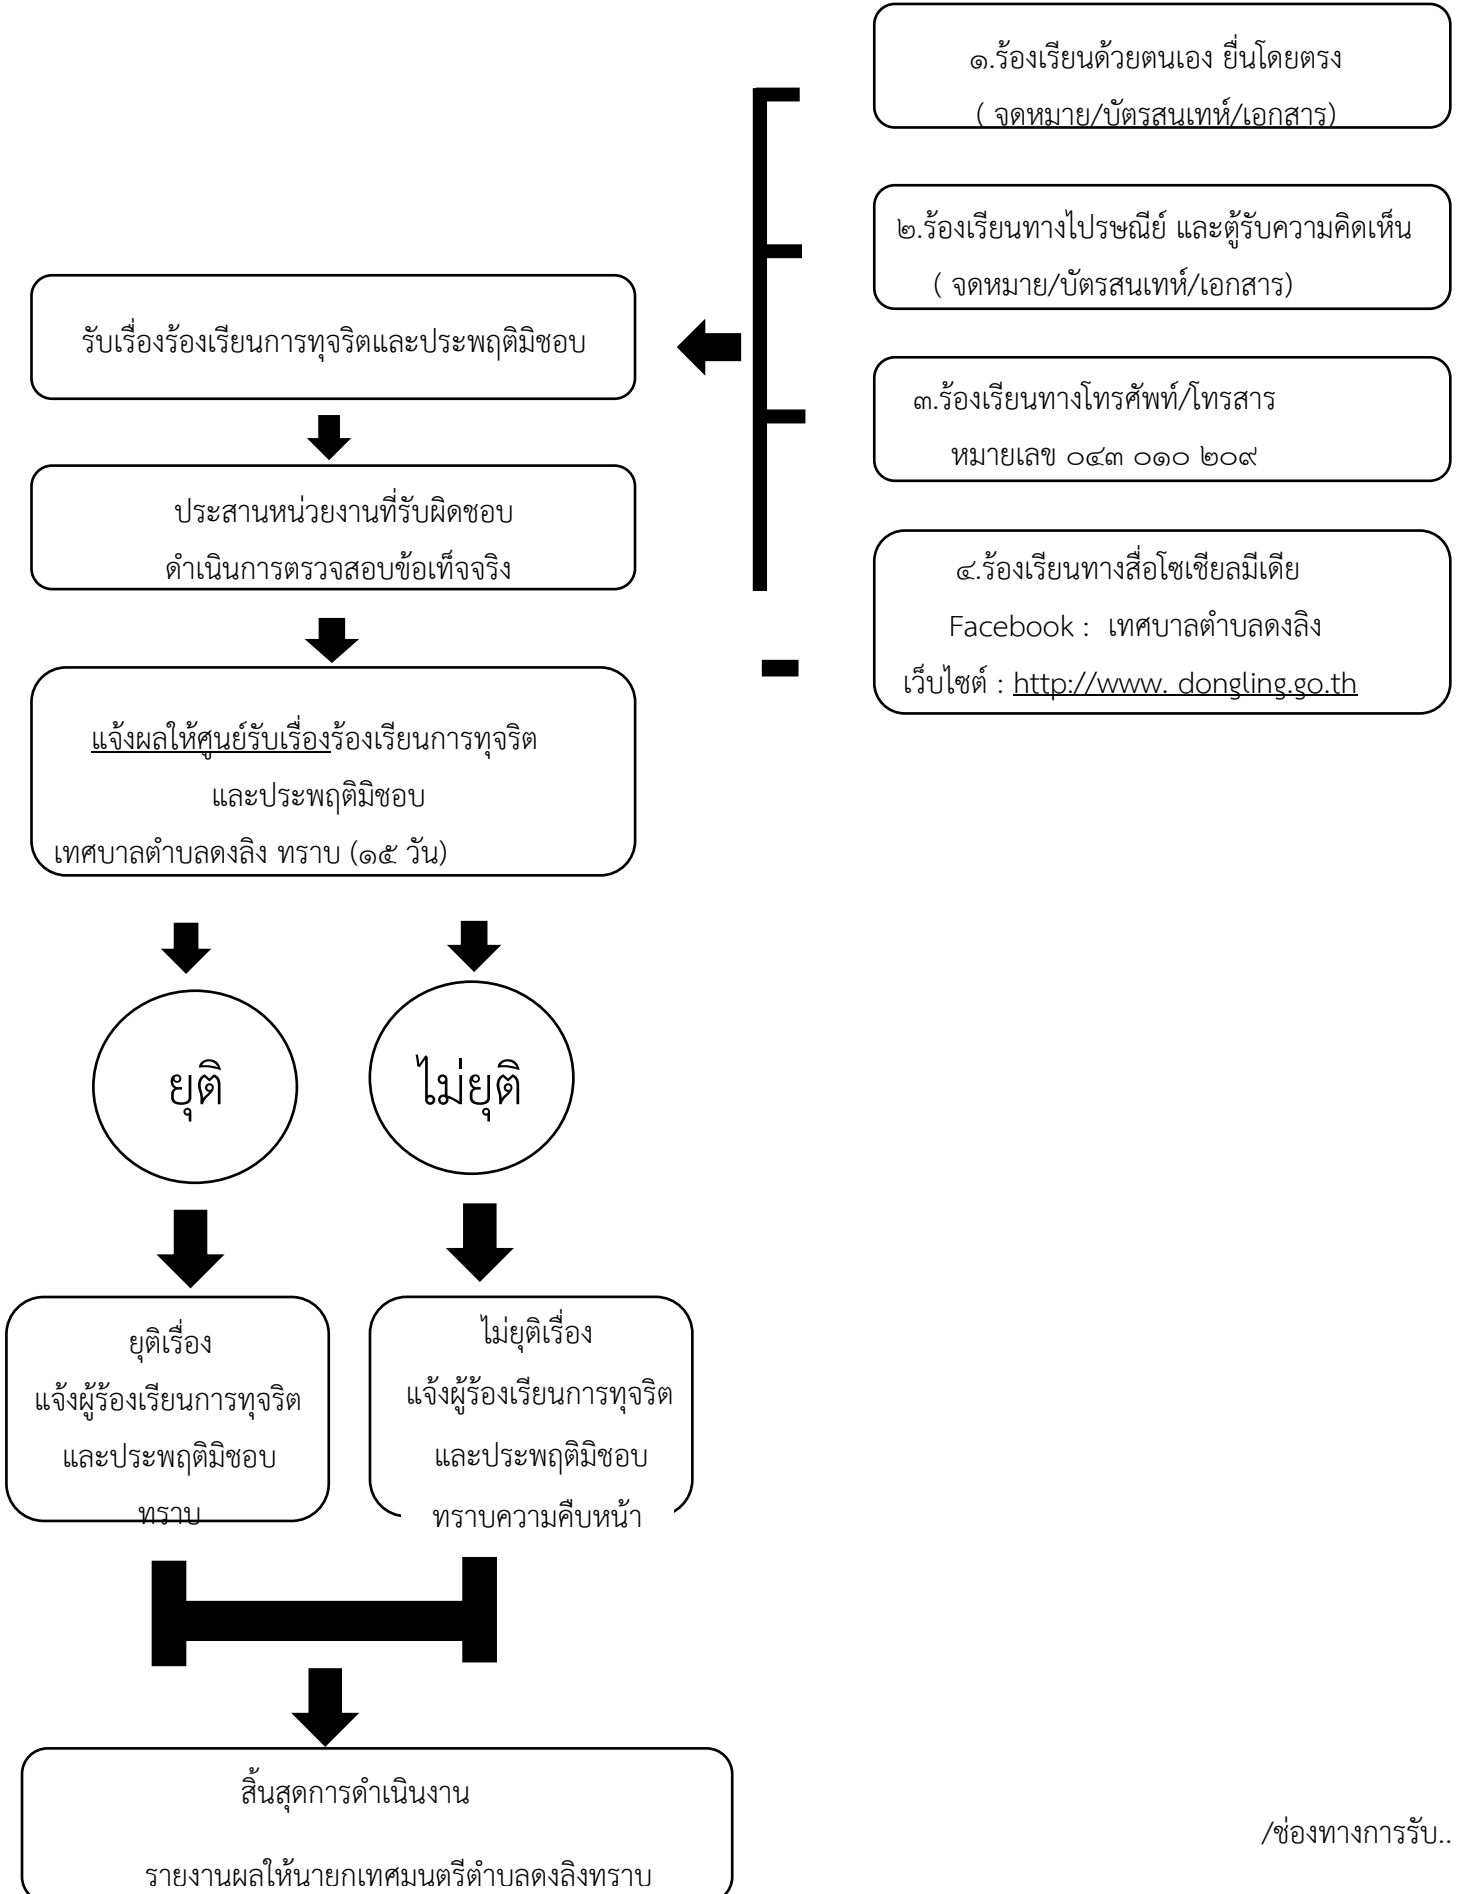 ๑.ร้องเรียนด้วยตนเอง ยื่นโดยตรง
( จดหมาย/บัตรสนเทห์/เอกสาร)
๒.ร้องเรียนทางไปรษณีย์ และตู้รับความคิดเห็น
( จดหมาย/บัตรสนเทห์/เอกสาร)
๓.ร้องเรียนทางโทรศัพท์/โทรสาร
หมายเลข ๐๔๓ ๐๑๐ ๒๐๙
๔.ร้องเรียนทางสื่อโซเชียลมีเดีย
Facebook : เทศบาลตำบลดงลิง
เว็บไซต์ : http://www. dongling.go.th
รับเรื่องร้องเรียนการทุจริตและประพฤติมิชอบ
ประสานหน่วยงานที่รับผิดชอบ
ดำเนินการตรวจสอบข้อเท็จจริง
แจ้งผลให้ศูนย์รับเรื่องร้องเรียนการทุจริต
และประพฤติมิชอบ
เทศบาลตำบลดงลิง ทราบ (๑๕ วัน)
ยุติ
ไม่ยุติ
ยุติเรื่อง
แจ้งผู้ร้องเรียนการทุจริต
และประพฤติมิชอบ
ทราบ
ไม่ยุติเรื่อง
แจ้งผู้ร้องเรียนการทุจริต
และประพฤติมิชอบ
ทราบความคืบหน้า
สิ้นสุดการดำเนินงาน
รายงานผลให้นายกเทศมนตรีตำบลดงลิงทราบ
/ช่องทางการรับ..